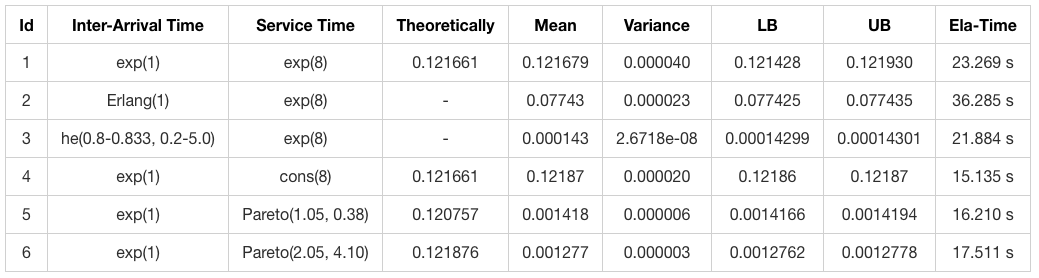 Id Inter-Arrival Time Service Time Theoretically Mean Variance LB UB Ela-Time
1 exp(1) exp(8) 0.121661 0.121679 0.000040 0.121428 0.121930 23.269 s
2 Erlang(1) exp(8) - 0.07743 0.000023 0.077425 0.077435 36.285 s
3 he(0.8-0.833, 0.2-5.0) exp(8) - 0.000143 2.6718e-08 0.00014299 0.00014301 21.884 s
4 exp(1) cons(8) 0.121661 0.12187 0.000020 0.12186 0.12187 15.135 s
5 exp(1) Pareto(1.05, 0.38) 0.120757 0.001418 0.000006 0.0014166 0.0014194 16.210 s
6 exp(1) Pareto(2.05, 4.10) 0.121876 0.001277 0.000003 0.0012762 0.0012778 17.511 s